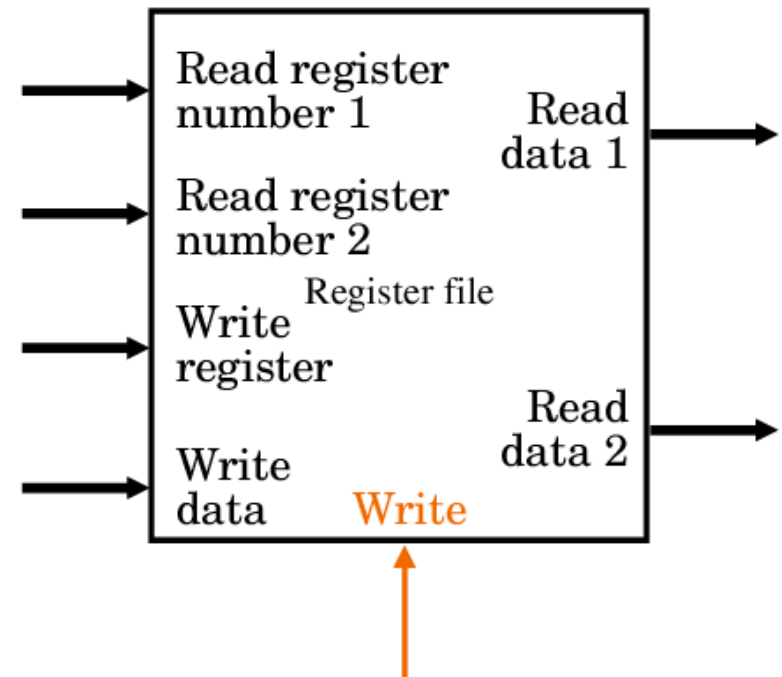 Read register
number 1
Read
data 1
Read register
number 2
Register file
Write
register
Read
data 2
Write
data
Write